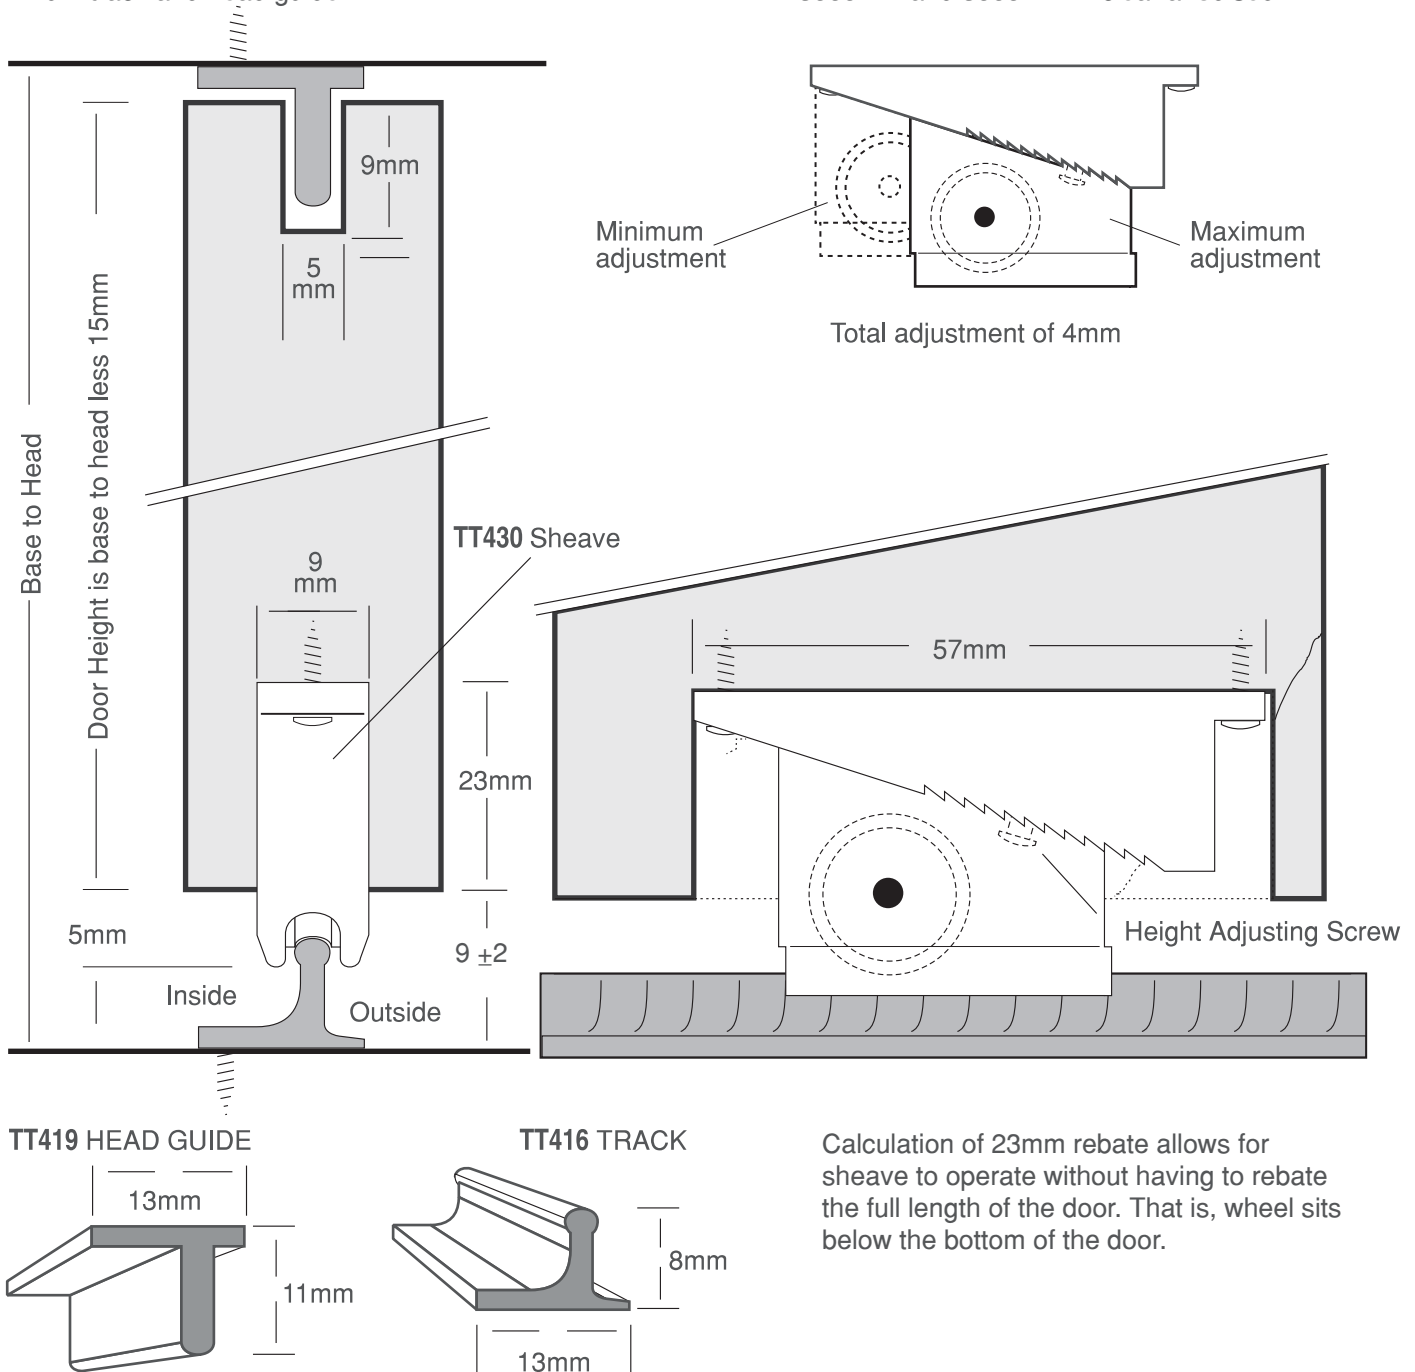 9mm
5
mm
Base to Head
Door Height is base to head less 15mm
Minimum
adjustment
Maximum
adjustment
Total adjustment of 4mm
TT430 Sheave
9
mm
57mm
23mm
5mm
9 ±2
Inside
Outside
Height Adjusting Screw
TT419 HEAD GUIDE
13mm
11mm
TT416 TRACK
8mm
13mm
Calculation of 23mm rebate allows for
sheave to operate without having to rebate
the full length of the door. That is, wheel sits
below the bottom of the door.